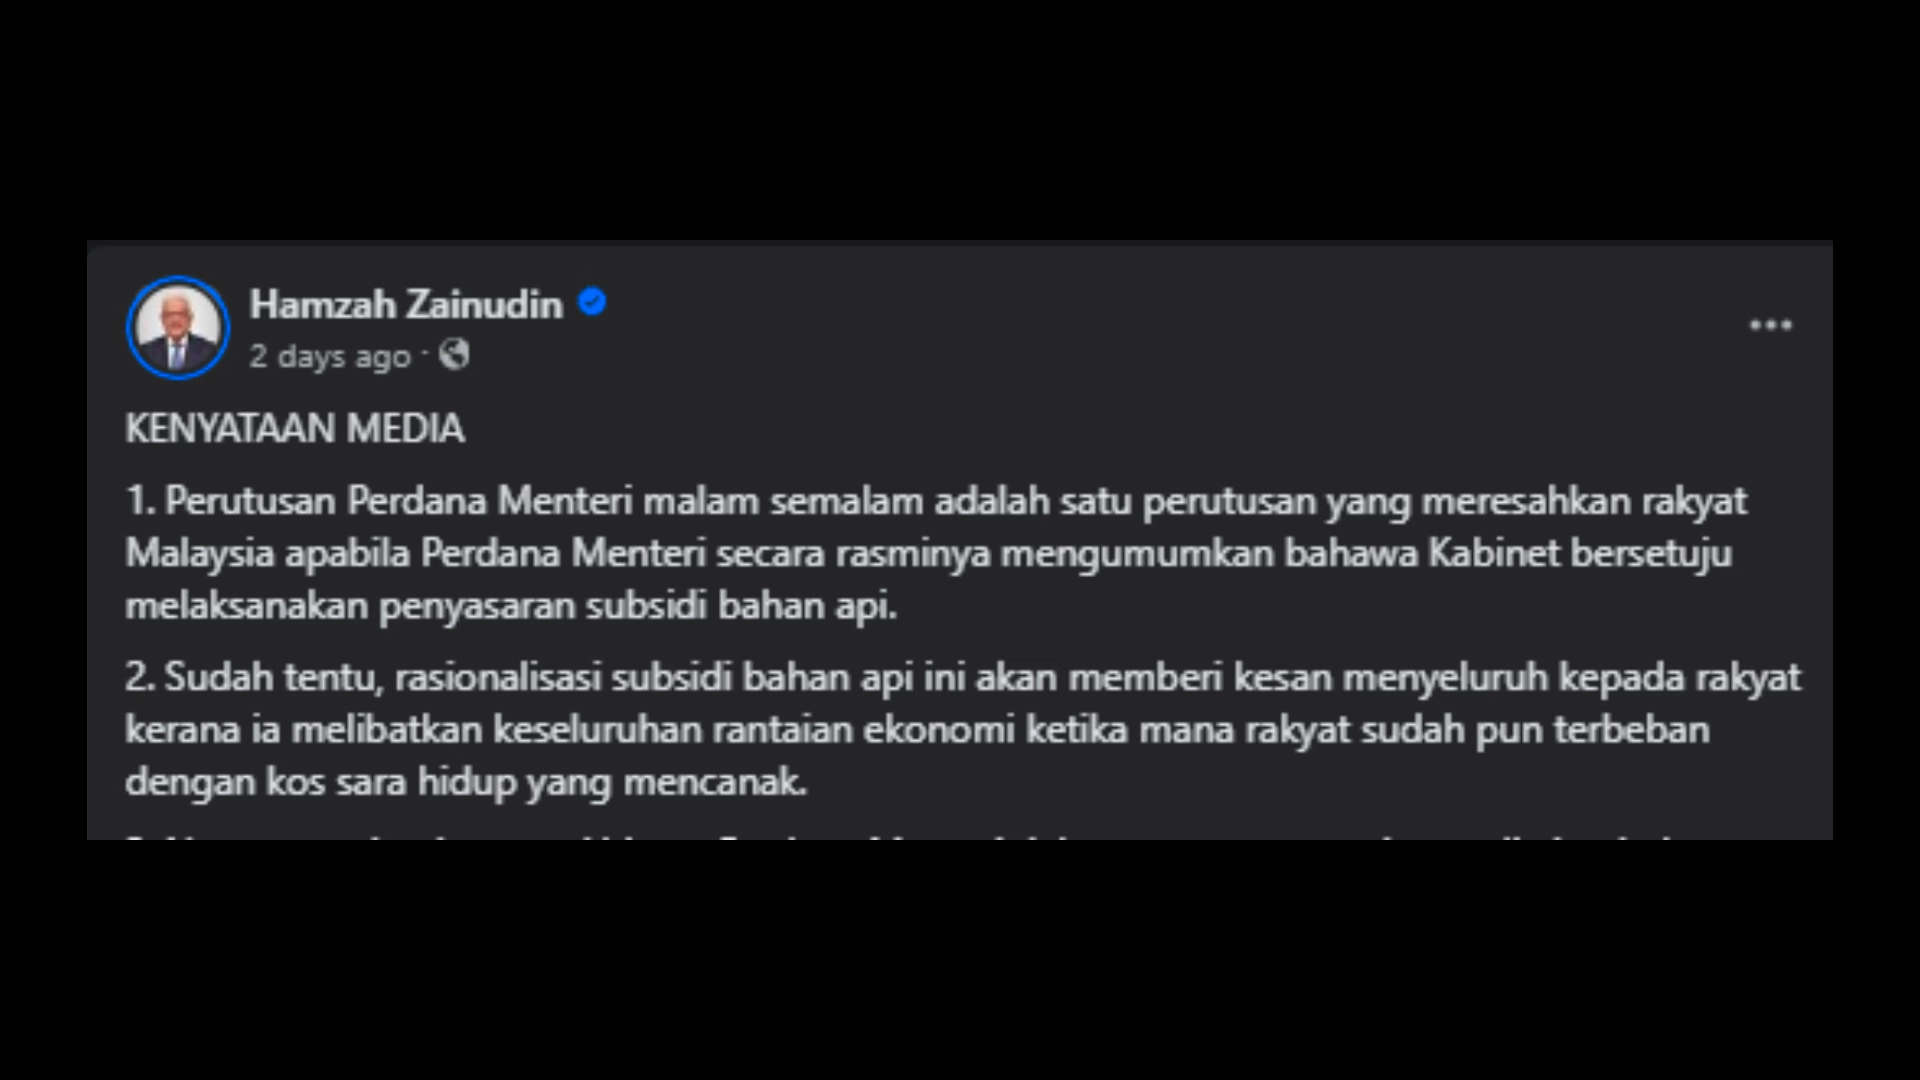 Hamzah Zainudin
2 days ago ·
KENYATAAN MEDIA
1. Perutusan Perdana Menteri malam semalam adalah satu perutusan yang meresahkan rakyat
Malaysia apabila Perdana Menteri secara rasminya mengumumkan bahawa Kabinet bersetuju
melaksanakan penyasaran subsidi bahan api.
2. Sudah tentu, rasionalisasi subsidi bahan api ini akan memberi kesan menyeluruh kepada rakyat
kerana ia melibatkan keseluruhan rantaian ekonomi ketika mana rakyat sudah pun terbeban
dengan kos sara hidup yang mencanak.